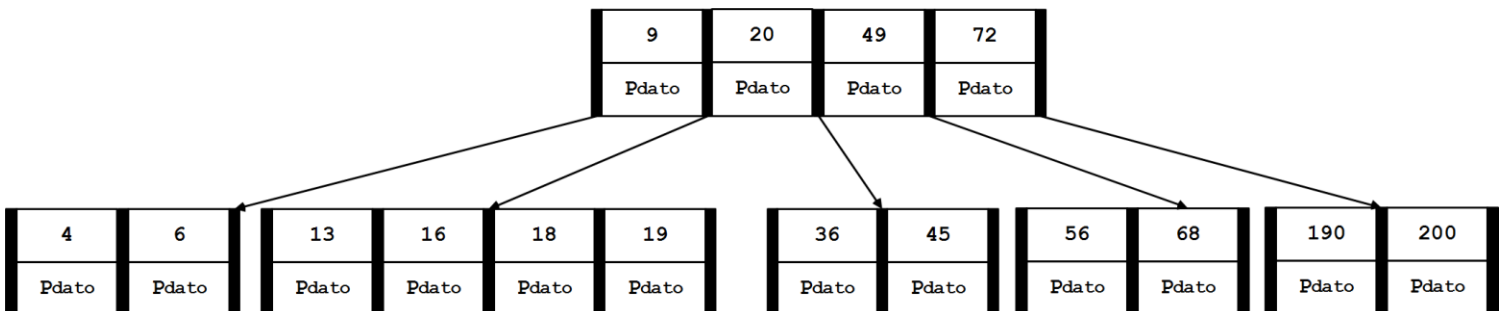 9 20 49 72
Pdato Pdato Pdato Pdato
4 6 13 16 18 19 36 45 56 68 190 200
Pdato Pdato Pdato Pdato Pdato Pdato Pdato Pdato Pdato Pdato Pdato Pdato